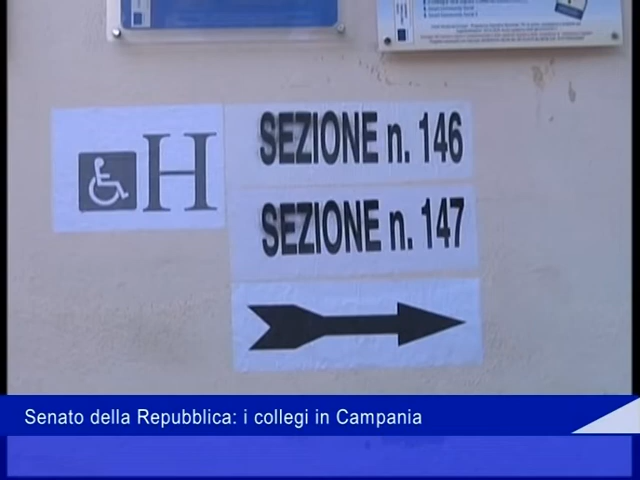 H
SEZIONE n. 146
SEZIONE n. 147
Senato della Repubblica: i collegi in Campania